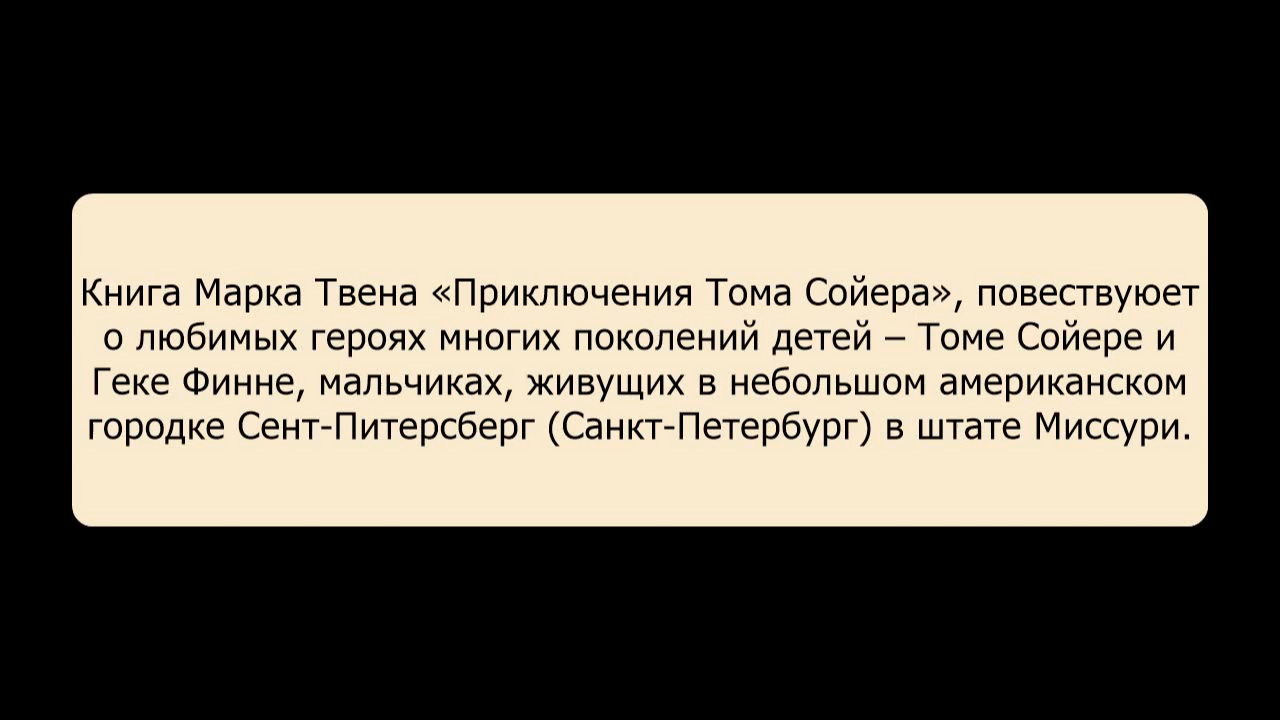 Книга Марка Твена «Приключения Тома Сойера», повествуюет
о любимых героях многих поколений детей – Томе Сойере и
Геке Финне, мальчиках, живущих в небольшом американском
городке Сент-Питерсберг (Санкт-Петербург) в штате Миссури.